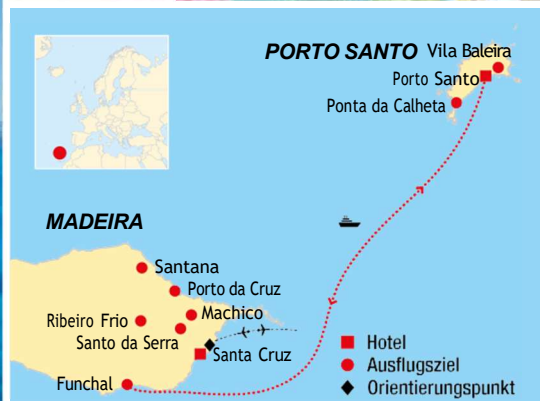 PORTO SANTO
Vila Baleira
Porto Santo
Ponta da Calheta
MADEIRA
Santana
Porto da Cruz
Machico
Ribeiro Frio
Santo da Serra
Santa Cruz
Funchal
Hotel
Ausflugsziel
Orientierungspunkt